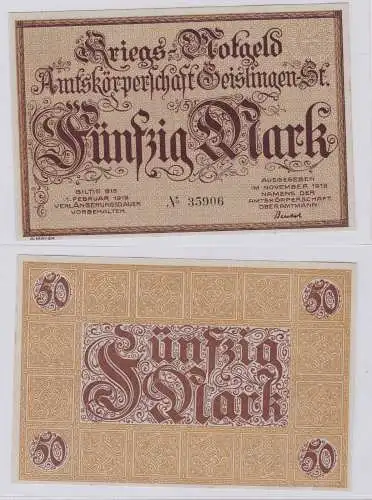 Kriegs-Notgeld
Amtskörperschaft Geislingen-St.
Fünfzig Mark
GILTIG BIS
1. FEBRUAR 1919
VERLÄNGERUNGSDAUER
VORBEHALTEN.
№ 35906
AUSGEGEBEN
IM NOVEMBER 1918
NAMENS DER
AMTSKÖRPERSCHAFT
OBERAMTMANN:
50
50
Fünfzig
Mark
50
50